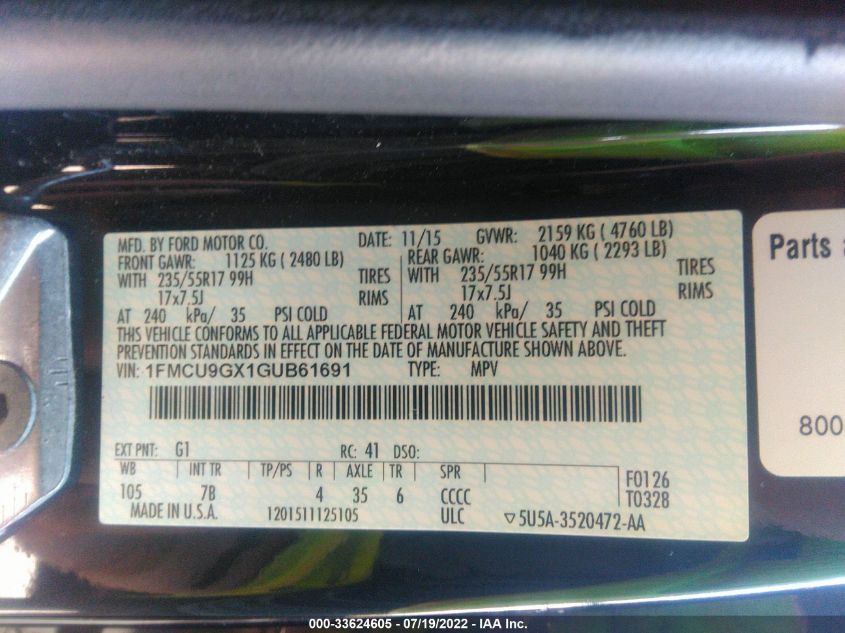 MFD. BY FORD MOTOR CO. DATE: 11/15 GVWR: 2159 KG ( 4760 LB)
FRONT GAWR: 1125 KG ( 2480 LB) REAR GAWR: 1040 KG ( 2293 LB)
WITH 235/55R17 99H TIRES WITH 235/55R17 99H TIRES
17x7.5J RIMS 17x7.5J RIMS
AT 240 kPa/ 35 PSI COLD AT 240 kPa/ 35 PSI COLD
THIS VEHICLE CONFORMS TO ALL APPLICABLE FEDERAL MOTOR VEHICLE SAFETY AND THEFT
PREVENTION STANDARDS IN EFFECT ON THE DATE OF MANUFACTURE SHOWN ABOVE.
VIN: 1FMCU9GX1GUB61691 TYPE: MPV
EXT PNT: G1 RC: 41 DSO:
WB INT TR TP/PS R AXLE TR SPR F0126
105 7B 4 35 6 CCCC T0328
MADE IN U.S.A. 1201511125105 ULC ▽5U5A-3520472-AA
Parts
800
000-33624605 - 07/19/2022 - IAA Inc.